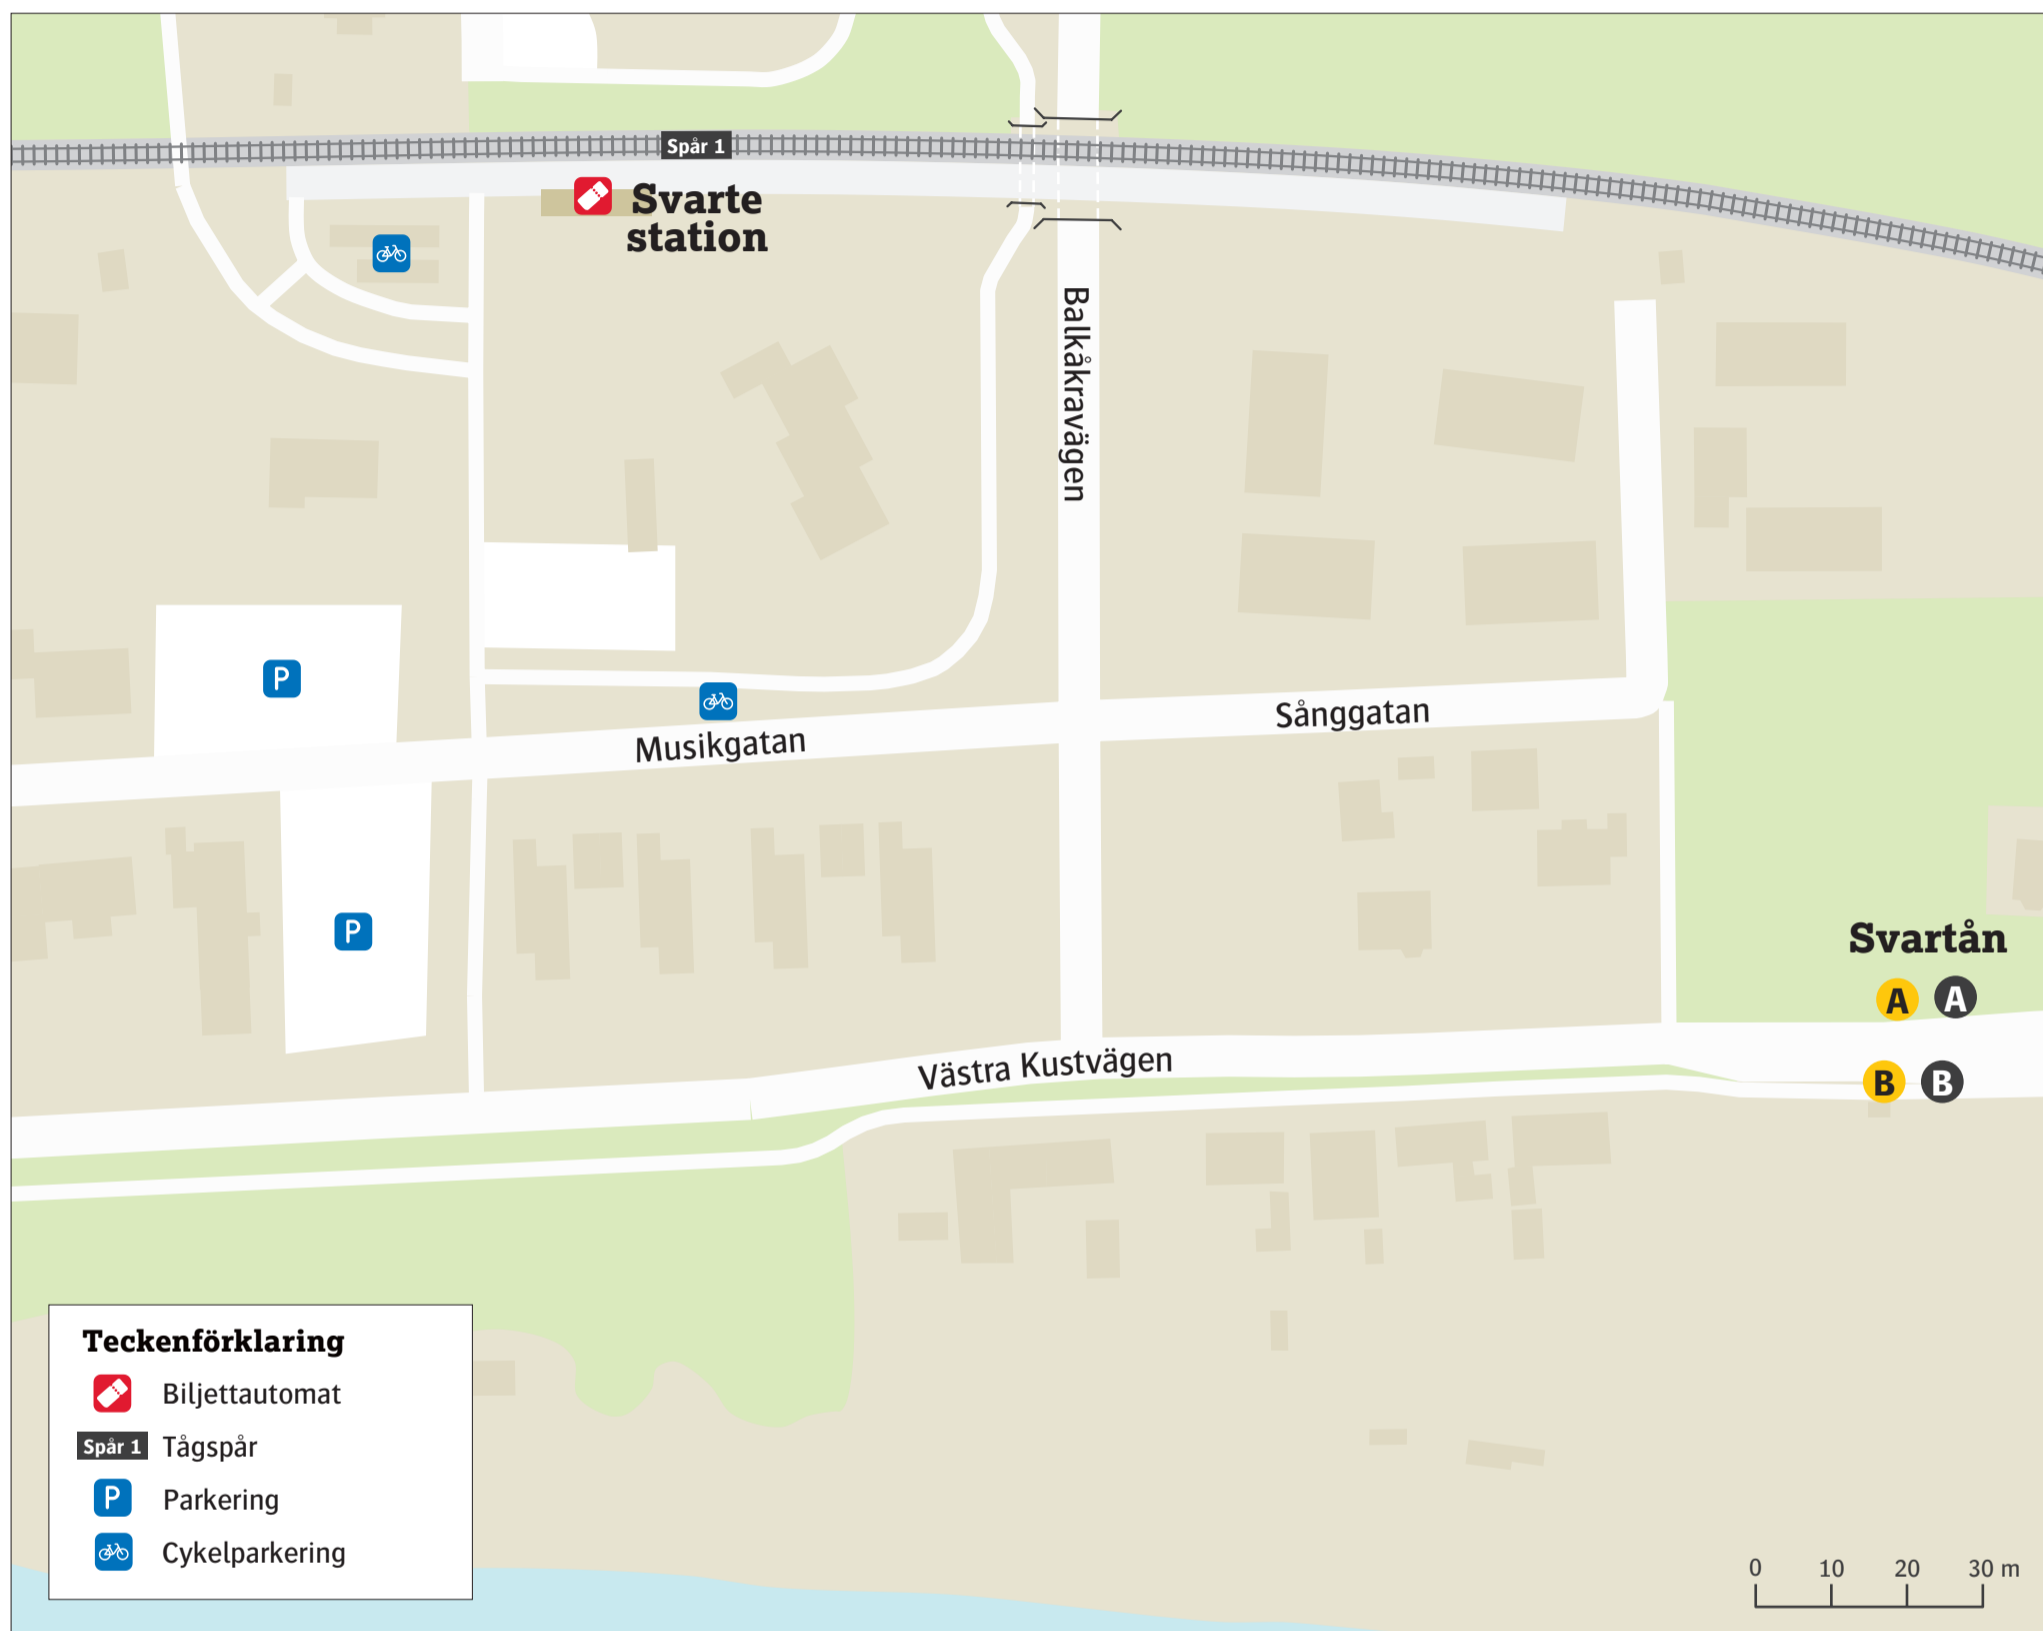 Spår 1
Svarte
station
Balkåkravägen
P
Sånggatan
Musikgatan
P
Svartån
A A
Västra Kustvägen
B B
Teckenförklaring
Biljettautomat
Spår 1 Tågspår
P Parkering
Cykelparkering
0 10 20 30 m